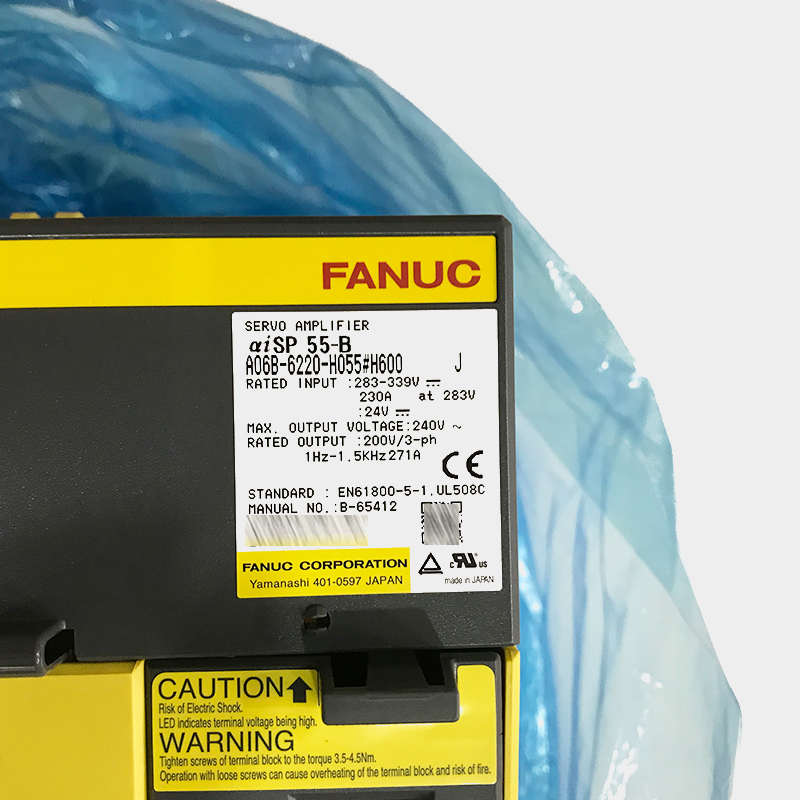 FANUC
SERVO AMPLIFIER
αiSP 55-B
A06B-6220-H055#H600 J
RATED INPUT :283-339V ⎓
230A at 283V
:24V ⎓
MAX. OUTPUT VOLTAGE:240V ~
RATED OUTPUT :200V/3-ph
1Hz-1.5KHz 271A
CE
STANDARD : EN61800-5-1.UL508C
MANUAL NO.:B-65412
FANUC CORPORATION
Yamanashi 401-0597 JAPAN
c UR US
made in JAPAN
CAUTION
Risk of Electric Shock.
LED indicates terminal voltage being high.
WARNING
Tighten screws of terminal block to the torque 3.5-4.5Nm.
Operation with loose screws can cause overheating of the terminal block and risk of fire.